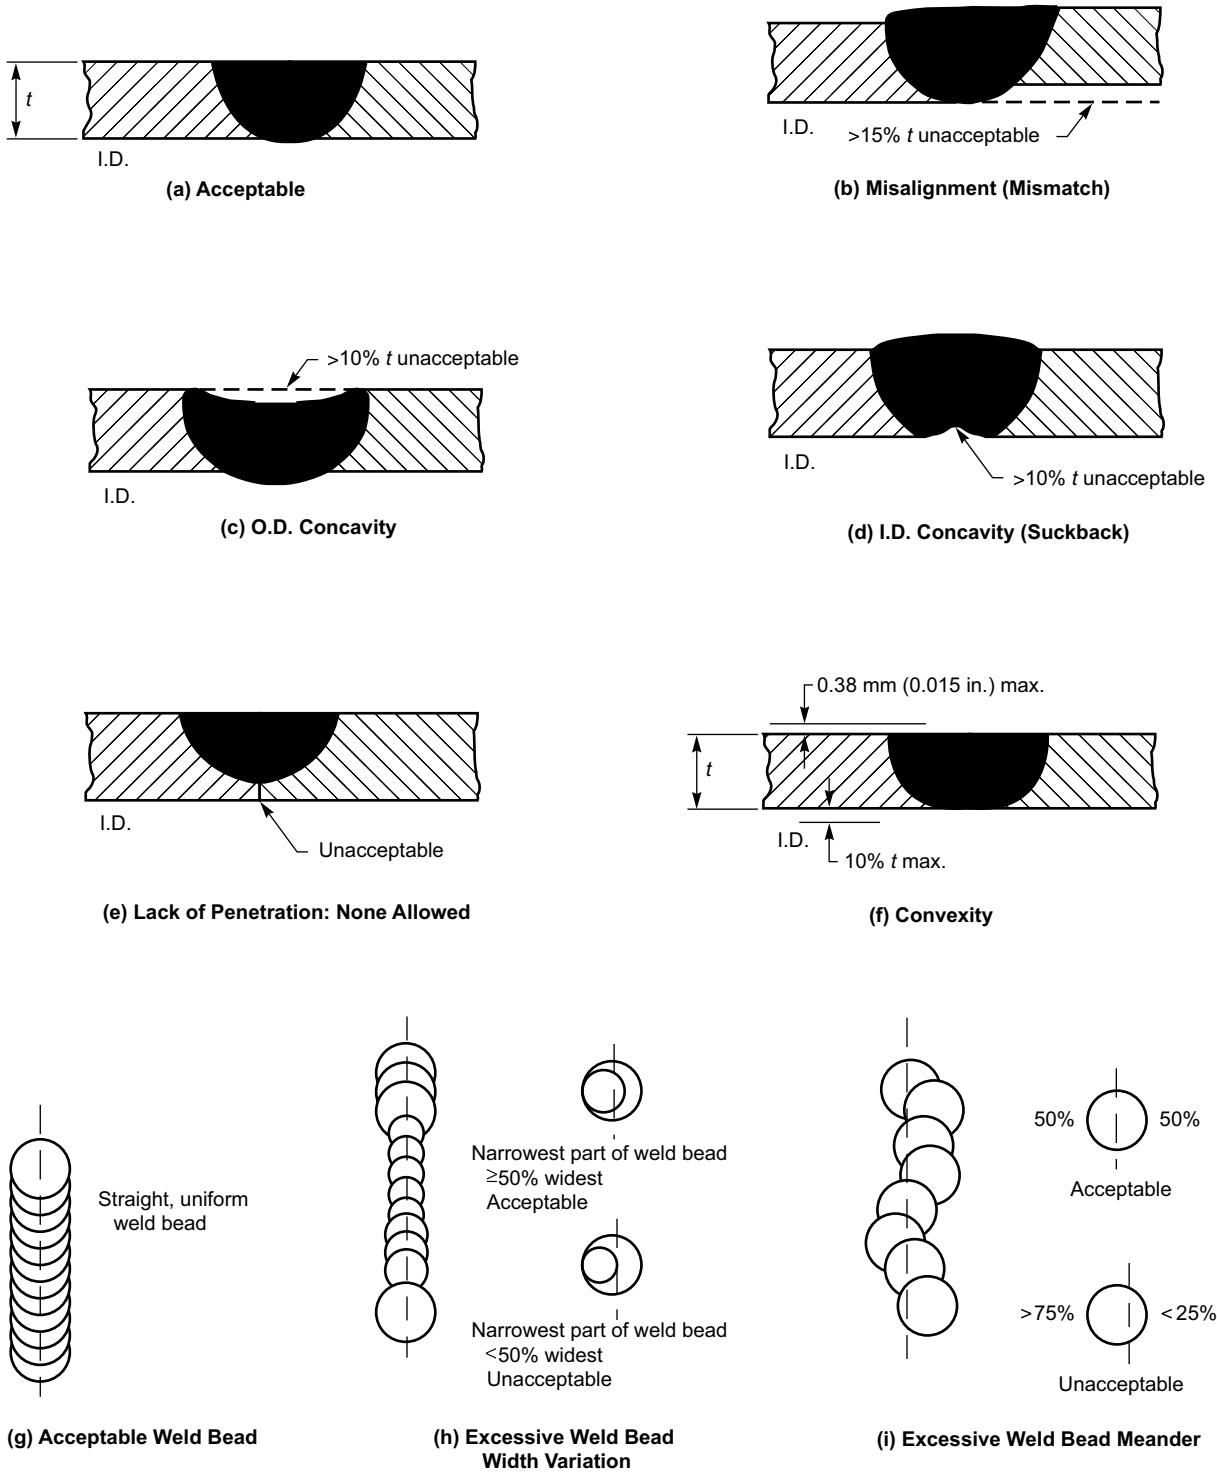 t
I.D.
(a) Acceptable
I.D.
>15% t unacceptable
(b) Misalignment (Mismatch)
>10% t unacceptable
I.D.
(c) O.D. Concavity
I.D.
>10% t unacceptable
(d) I.D. Concavity (Suckback)
I.D.
Unacceptable
(e) Lack of Penetration: None Allowed
0.38 mm (0.015 in.) max.
t
I.D.
10% t max.
(f) Convexity
Straight, uniform
weld bead
(g) Acceptable Weld Bead
Narrowest part of weld bead
≥50% widest
Acceptable
Narrowest part of weld bead
<50% widest
Unacceptable
(h) Excessive Weld Bead
Width Variation
50% 50%
Acceptable
>75% <25%
Unacceptable
(i) Excessive Weld Bead Meander